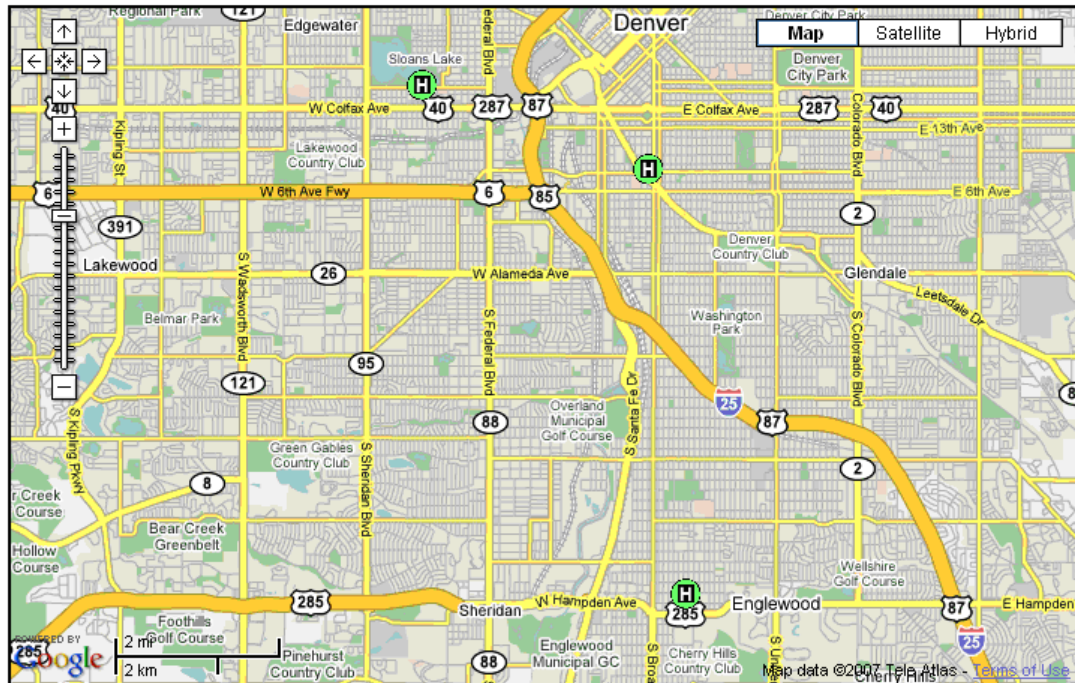 Regional Park
121
Edgewater
Federal Blvd
Denver
Denver City Park
Map
Satellite
Hybrid
Sloans Lake
H
Denver
City Park
40
W Colfax Ave
40
287
87
E Colfax Ave
287
40
Colorado Blvd
E 13th Ave
Kipling St
Lakewood
Country Club
H
6
W 6th Ave Fwy
6
85
E 6th Ave
2
391
Denver
Country Club
Lakewood
26
W Alameda Ave
Glendale
S Wadsworth Blvd
Leetsdale Dr
Belmar Park
S Federal Blvd
Washington
Park
S Colorado Blvd
95
121
25
8
S Kipling Pkwy
88
Overland
Municipal
Golf Course
S Santa Fe Dr
87
Green Gables
Country Club
S Sheridan Blvd
2
8
r Creek
Course
Bear Creek
Greenbelt
Hollow
Course
Wellshire
Golf Course
H
285
Sheridan
W Hampden Ave
285
Englewood
87
E Hampden
Foothills
Golf Course
25
POWERED BY
Google
285
2 mi
2 km
Pinehurst
Country Club
88
Englewood
Municipal GC
S Broa
Cherry Hills
Country Club
S Un
Cherry Hills
Map data ©2007 Tele Atlas - Terms of Use